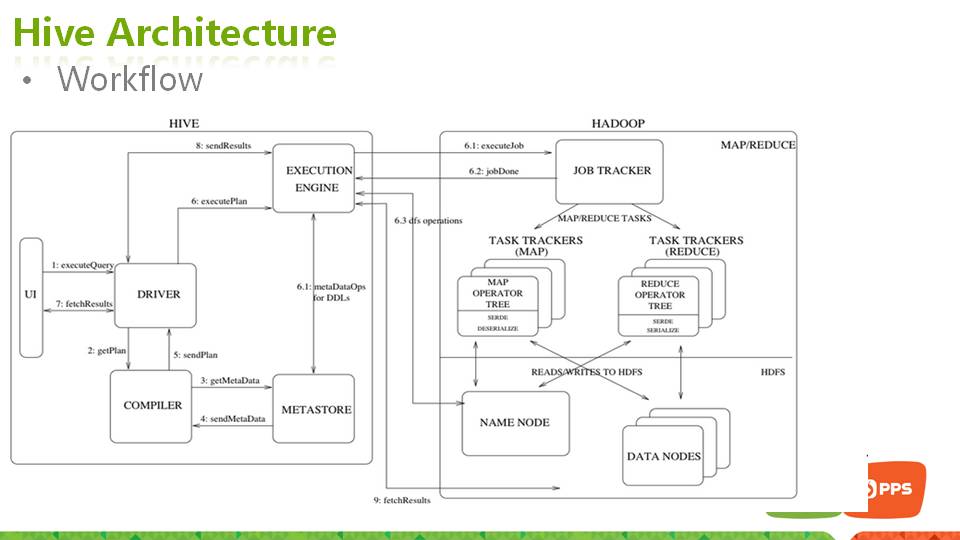 Hive Architecture
• Workflow
HIVE
HADOOP
8: sendResults
6.1: executeJob
MAP/REDUCE
EXECUTION
ENGINE
6.2: jobDone
JOB TRACKER
6: executePlan
6.3 dfs operations
MAP/REDUCE TASKS
TASK TRACKERS
(MAP)
TASK TRACKERS
(REDUCE)
1: executeQuery
UI
DRIVER
7: fetchResults
6.1: metaDataOps
for DDLs
MAP
OPERATOR
TREE
SERDE
DESERIALIZE
REDUCE
OPERATOR
TREE
SERDE
SERIALIZE
2: getPlan
5: sendPlan
READS/WRITES TO HDFS
HDFS
3: getMetaData
COMPILER
METASTORE
4: sendMetaData
NAME NODE
DATA NODES
9: fetchResults
PPS